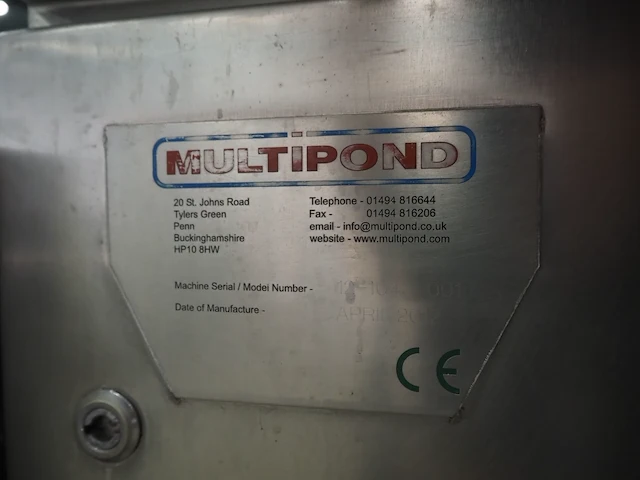 MULTIPOND
20 St. Johns Road
Tylers Green
Penn
Buckinghamshire
HP10 8HW
Telephone - 01494 816644
Fax - 01494 816206
email - info@multipond.co.uk
website - www.multipond.com
Machine Serial / Model Number -
Date of Manufacture - APRIL
CE